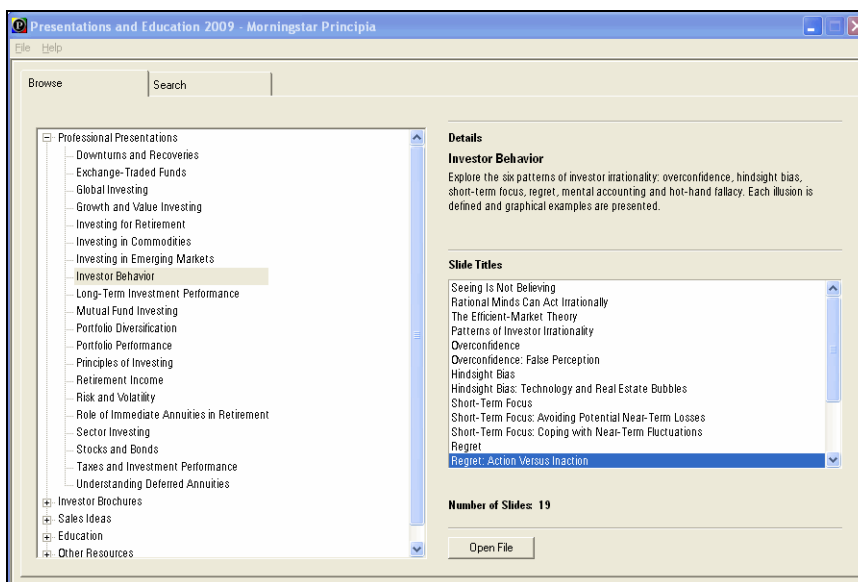 Presentations and Education 2009 - Morningstar Principia
File Help
Browse
Search
Professional Presentations
Downturns and Recoveries
Exchange-Traded Funds
Global Investing
Growth and Value Investing
Investing for Retirement
Investing in Commodities
Investing in Emerging Markets
Investor Behavior
Long-Term Investment Performance
Mutual Fund Investing
Portfolio Diversification
Portfolio Performance
Principles of Investing
Retirement Income
Risk and Volatility
Role of Immediate Annuities in Retirement
Sector Investing
Stocks and Bonds
Taxes and Investment Performance
Understanding Deferred Annuities
Investor Brochures
Sales Ideas
Education
Other Resources
Details
Investor Behavior
Explore the six patterns of investor irrationality: overconfidence, hindsight bias,
short-term focus, regret, mental accounting and hot-hand fallacy. Each illusion is
defined and graphical examples are presented.
Slide Titles
Seeing Is Not Believing
Rational Minds Can Act Irrationally
The Efficient-Market Theory
Patterns of Investor Irrationality
Overconfidence
Overconfidence: False Perception
Hindsight Bias
Hindsight Bias: Technology and Real Estate Bubbles
Short-Term Focus
Short-Term Focus: Avoiding Potential Near-Term Losses
Short-Term Focus: Coping with Near-Term Fluctuations
Regret
Regret: Action Versus Inaction
Number of Slides: 19
Open File